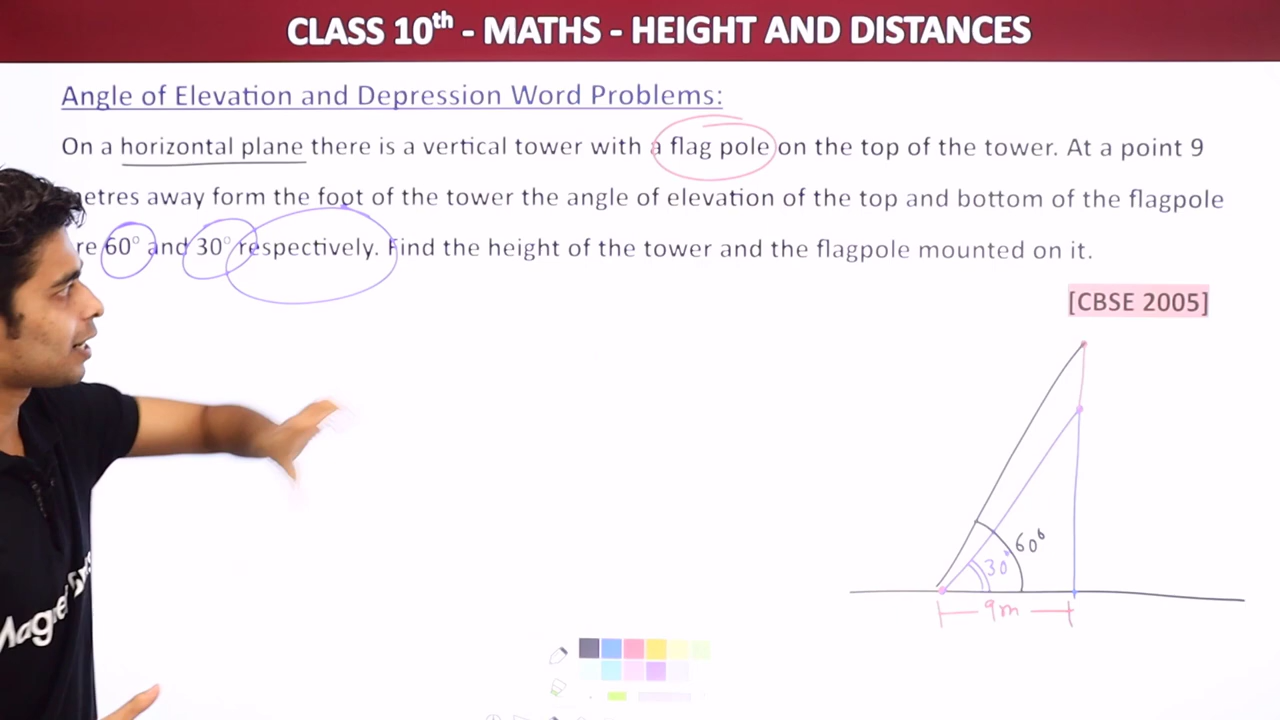 CLASS 10th - MATHS - HEIGHT AND DISTANCES
Angle of Elevation and Depression Word Problems:
On a horizontal plane there is a vertical tower with a flag pole on the top of the tower. At a point 9
etres away form the foot of the tower the angle of elevation of the top and bottom of the flagpole
re 60° and 30° respectively. Find the height of the tower and the flagpole mounted on it.
[CBSE 2005]
60°
30°
9m